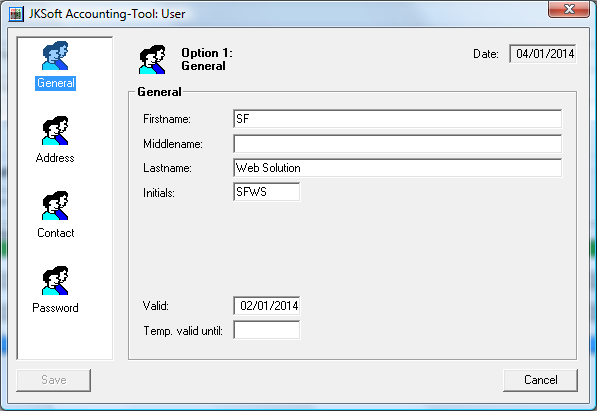 JKSoft Accounting-Tool: User
General
Address
Contact
Password
Option 1:
General
Date: 04/01/2014
General
Firstname: SF
Middlename:
Lastname: Web Solution
Initials: SFWS
Valid: 02/01/2014
Temp. valid until:
Save
Cancel